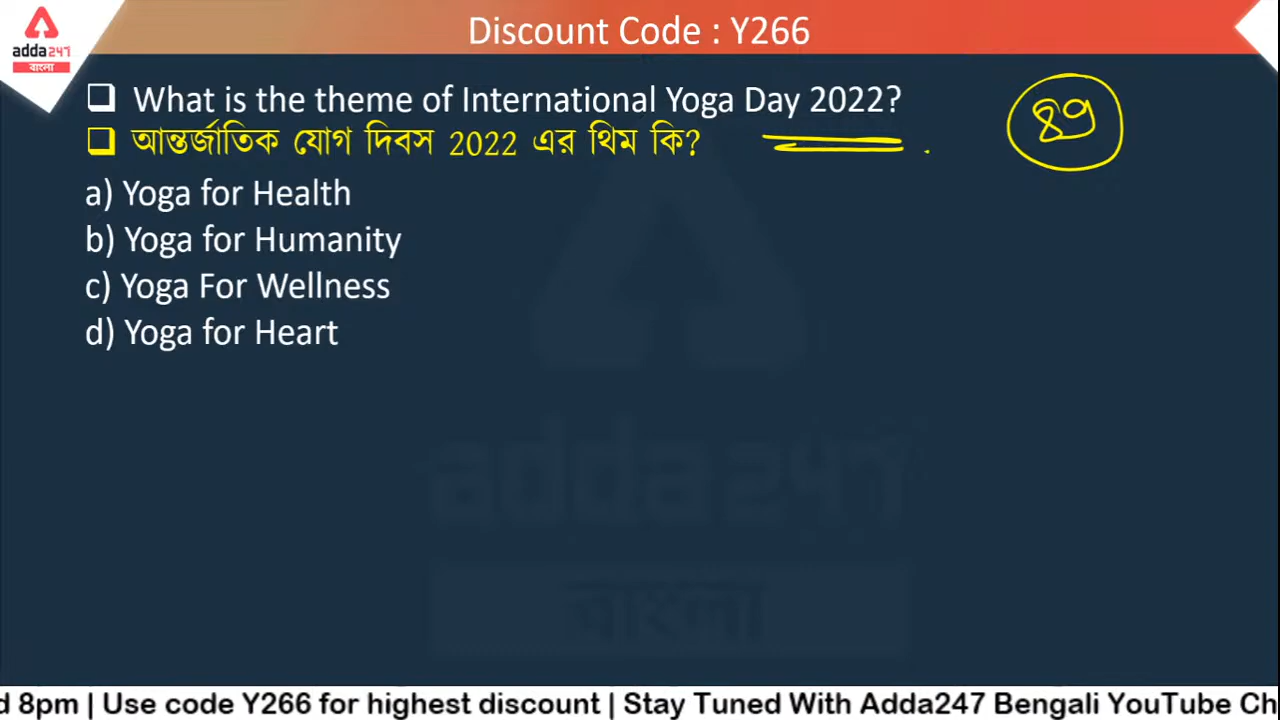 Discount Code : Y266
adda247
বাংলা
What is the theme of International Yoga Day 2022?
89
আন্তর্জাতিক যোগ দিবস 2022 এর থিম কি?
a) Yoga for Health
b) Yoga for Humanity
c) Yoga For Wellness
d) Yoga for Heart
adda247
বাংলা
d 8pm | Use code Y266 for highest discount | Stay Tuned With Adda247 Bengali YouTube Ch